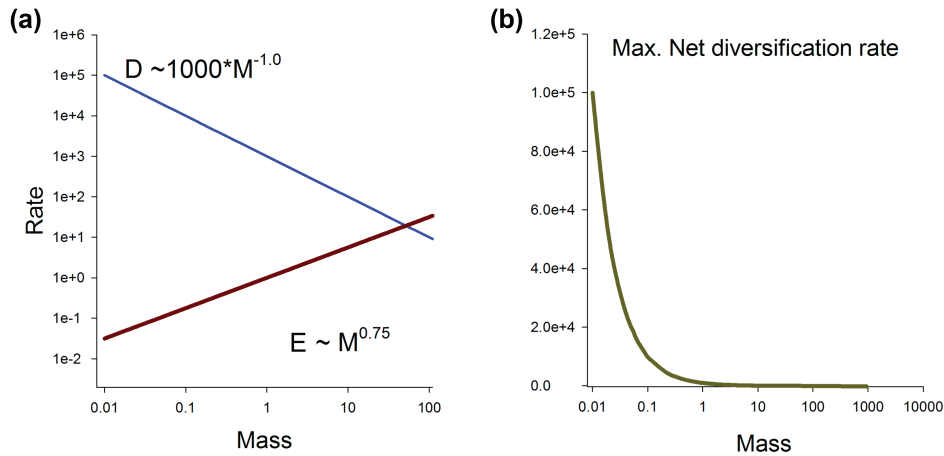 (a)
1e+6
1e+5
1e+4
1e+3
1e+2
1e+1
1e+0
1e-1
1e-2
Rate
D ~1000*M^-1.0
E ~ M^0.75
0.01 0.1 1 10 100
Mass
(b)
Max. Net diversification rate
1.2e+5
1.0e+5
8.0e+4
6.0e+4
4.0e+4
2.0e+4
0.0
0.01 0.1 1 10 100 1000 10000
Mass